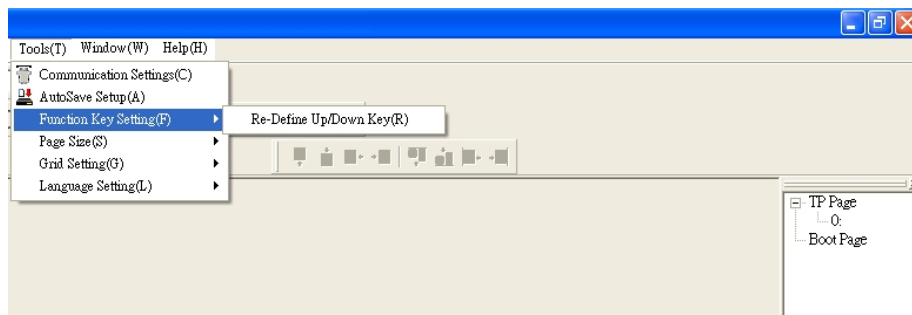 Tools(T) Window(W) Help(H)
Communication Settings(C)
AutoSave Setup(A)
Function Key Setting(F)
Re-Define Up/Down Key(R)
Page Size(S)
Grid Setting(G)
Language Setting(L)
TP Page
0:
Boot Page